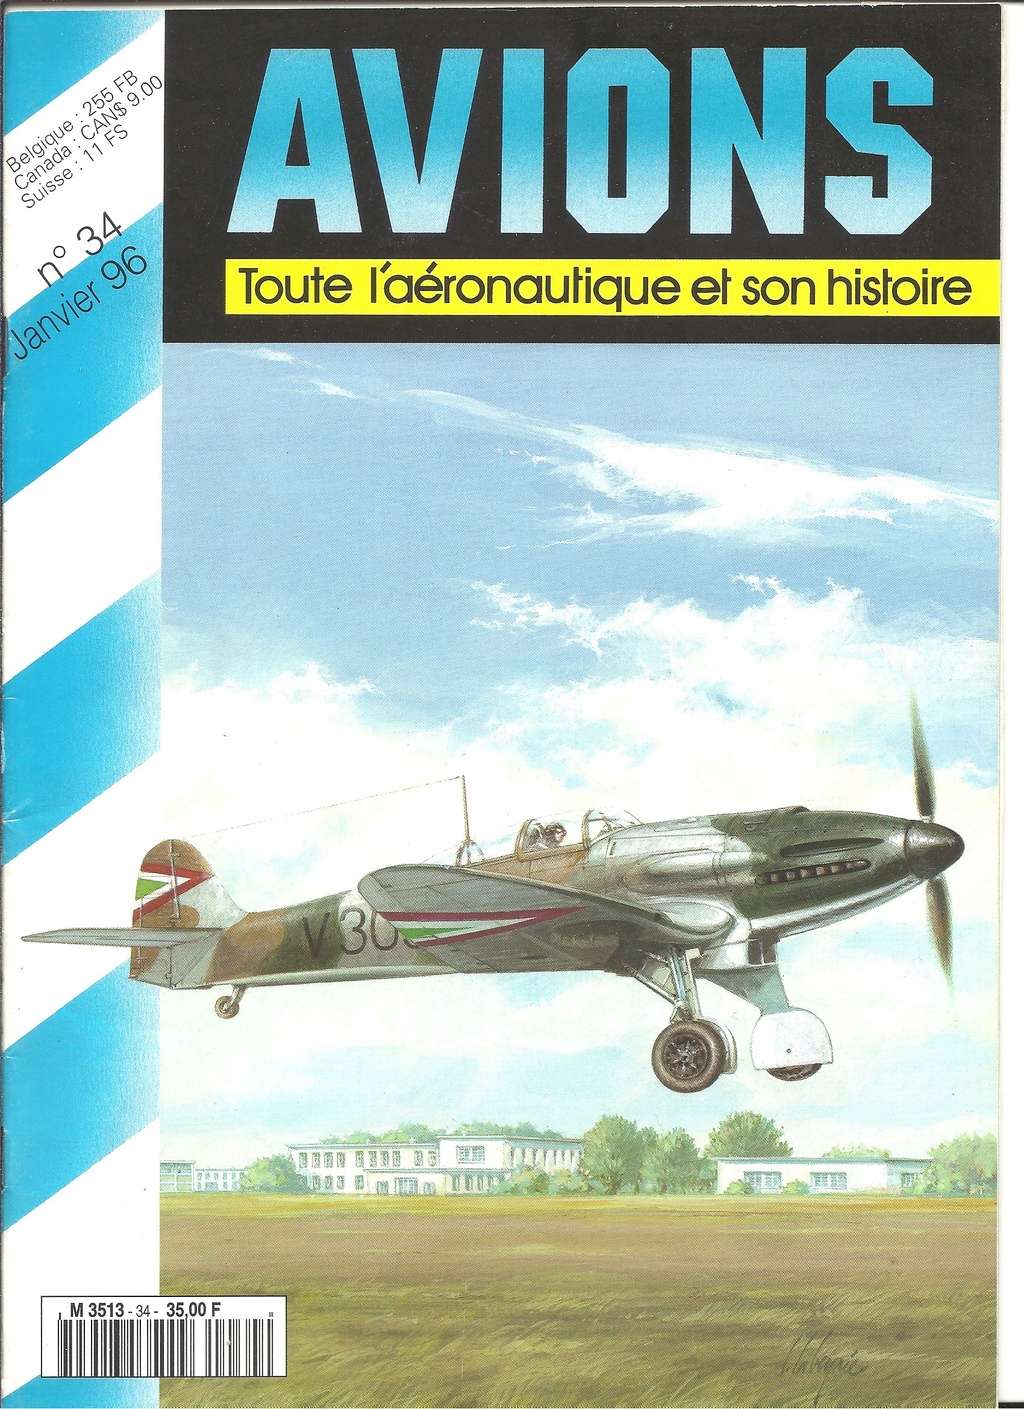 Belgique : 255 FB
Canada : CAN$ 9.00
Suisse : 11 FS
n° 34
Janvier 96
AVIONS
Toute l'aéronautique et son histoire
M 3513 - 34 - 35,00 F